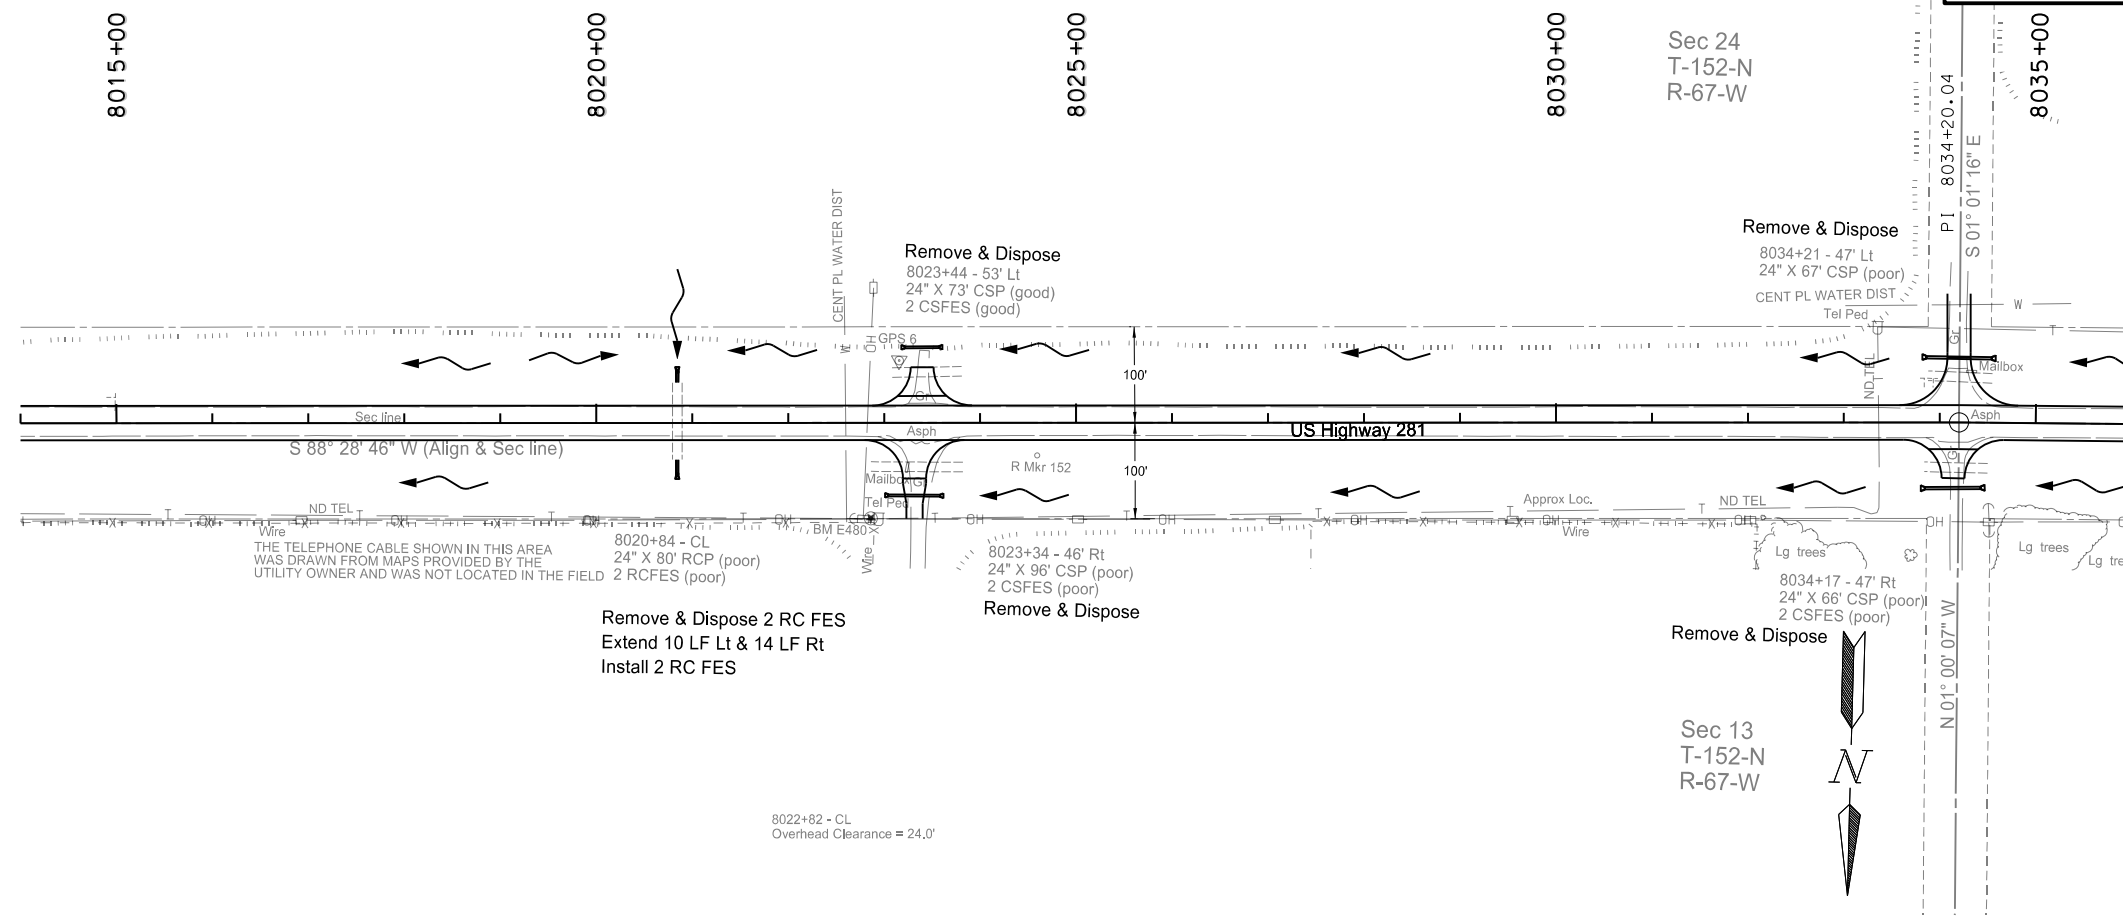 8015+00
8020+00
8025+00
8030+00
8035+00
Sec 24
T-152-N
R-67-W
PI 8034+20.04
S 01° 01' 16" E
CENT PL WATER DIST
Remove & Dispose
8023+44 - 53' Lt
24" X 73' CSP (good)
2 CSFES (good)
Remove & Dispose
8034+21 - 47' Lt
24" X 67' CSP (poor)
CENT PL WATER DIST
Tel Ped
W
T
W
OH
GPS 6
100'
ND TEL
T
Gr
Mailbox
Gr
Sec line
Asph
US Highway 281
Asph
S 88° 28' 46" W (Align & Sec line)
R Mkr 152
100'
Mailbox
Gr
Tel Ped
ND TEL
Approx Loc.
ND TEL
T
OH
X
Wire
BM E480
Wire
Wire
OH
THE TELEPHONE CABLE SHOWN IN THIS AREA
WAS DRAWN FROM MAPS PROVIDED BY THE
UTILITY OWNER AND WAS NOT LOCATED IN THE FIELD
8020+84 - CL
24" X 80' RCP (poor)
2 RCFES (poor)
8023+34 - 46' Rt
24" X 96' CSP (poor)
2 CSFES (poor)
Remove & Dispose
Lg trees
Lg trees
8034+17 - 47' Rt
24" X 66' CSP (poor)
2 CSFES (poor)
Remove & Dispose
Remove & Dispose 2 RC FES
Extend 10 LF Lt & 14 LF Rt
Install 2 RC FES
N 01° 00' 07" W
Sec 13
T-152-N
R-67-W
N
8022+82 - CL
Overhead Clearance = 24.0'